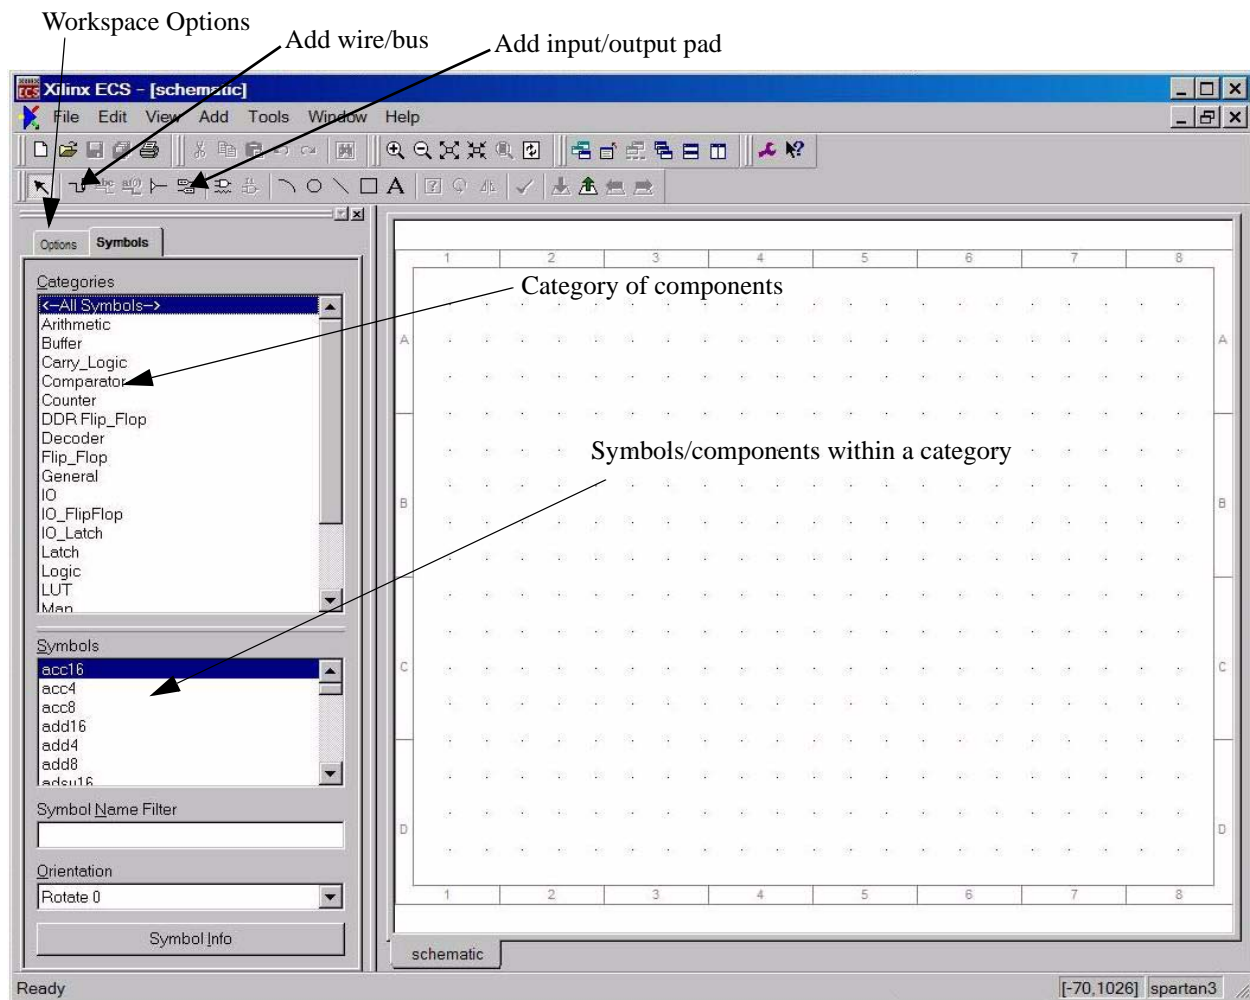 Workspace Options
Add wire/bus
Add input/output pad
Xilinx ECS - [schematic]
File Edit View Add Tools Window Help
Options Symbols
Categories
<--All Symbols-->
Arithmetic
Buffer
Carry_Logic
Comparator
Counter
DDR Flip_Flop
Decoder
Flip_Flop
General
IO
IO_FlipFlop
IO_Latch
Latch
Logic
LUT
Map
Category of components
Symbols/components within a category
Symbols
acc16
acc4
acc8
add16
add4
add8
adsu16
Symbol Name Filter
Orientation
Rotate 0
Symbol Info
1 2 3 4 5 6 7 8
A A
B B
C C
D D
1 2 3 4 5 6 7 8
schematic
Ready [-70,1026] spartan3